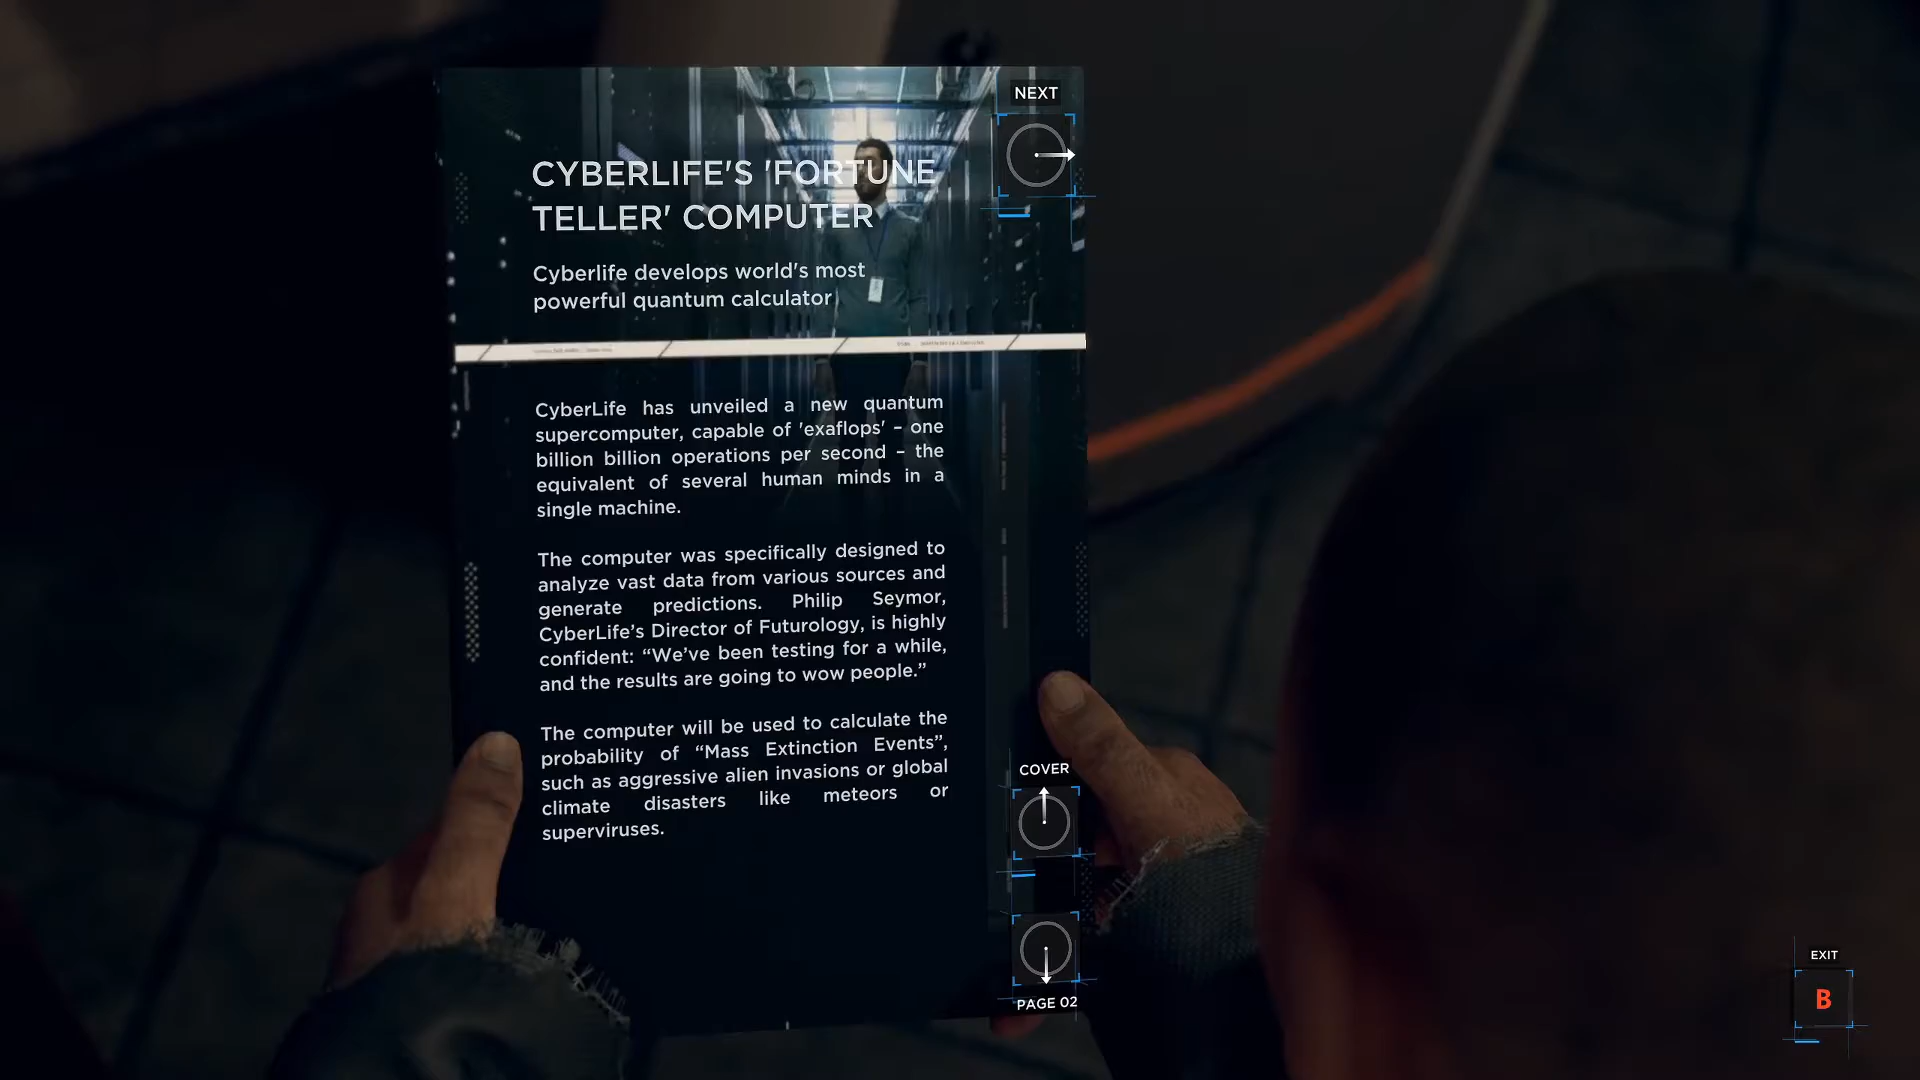 NEXT
CYBERLIFE'S 'FORTUNE
TELLER' COMPUTER
Cyberlife develops world's most
powerful quantum calculator
CyberLife has unveiled a new quantum
supercomputer, capable of 'exaflops' – one
billion billion operations per second – the
equivalent of several human minds in a
single machine.
The computer was specifically designed to
analyze vast data from various sources and
generate predictions. Philip Seymor,
CyberLife’s Director of Futurology, is highly
confident: “We’ve been testing for a while,
and the results are going to wow people.”
The computer will be used to calculate the
probability of “Mass Extinction Events”,
such as aggressive alien invasions or global
climate disasters like meteors or
superviruses.
COVER
PAGE 02
EXIT
B